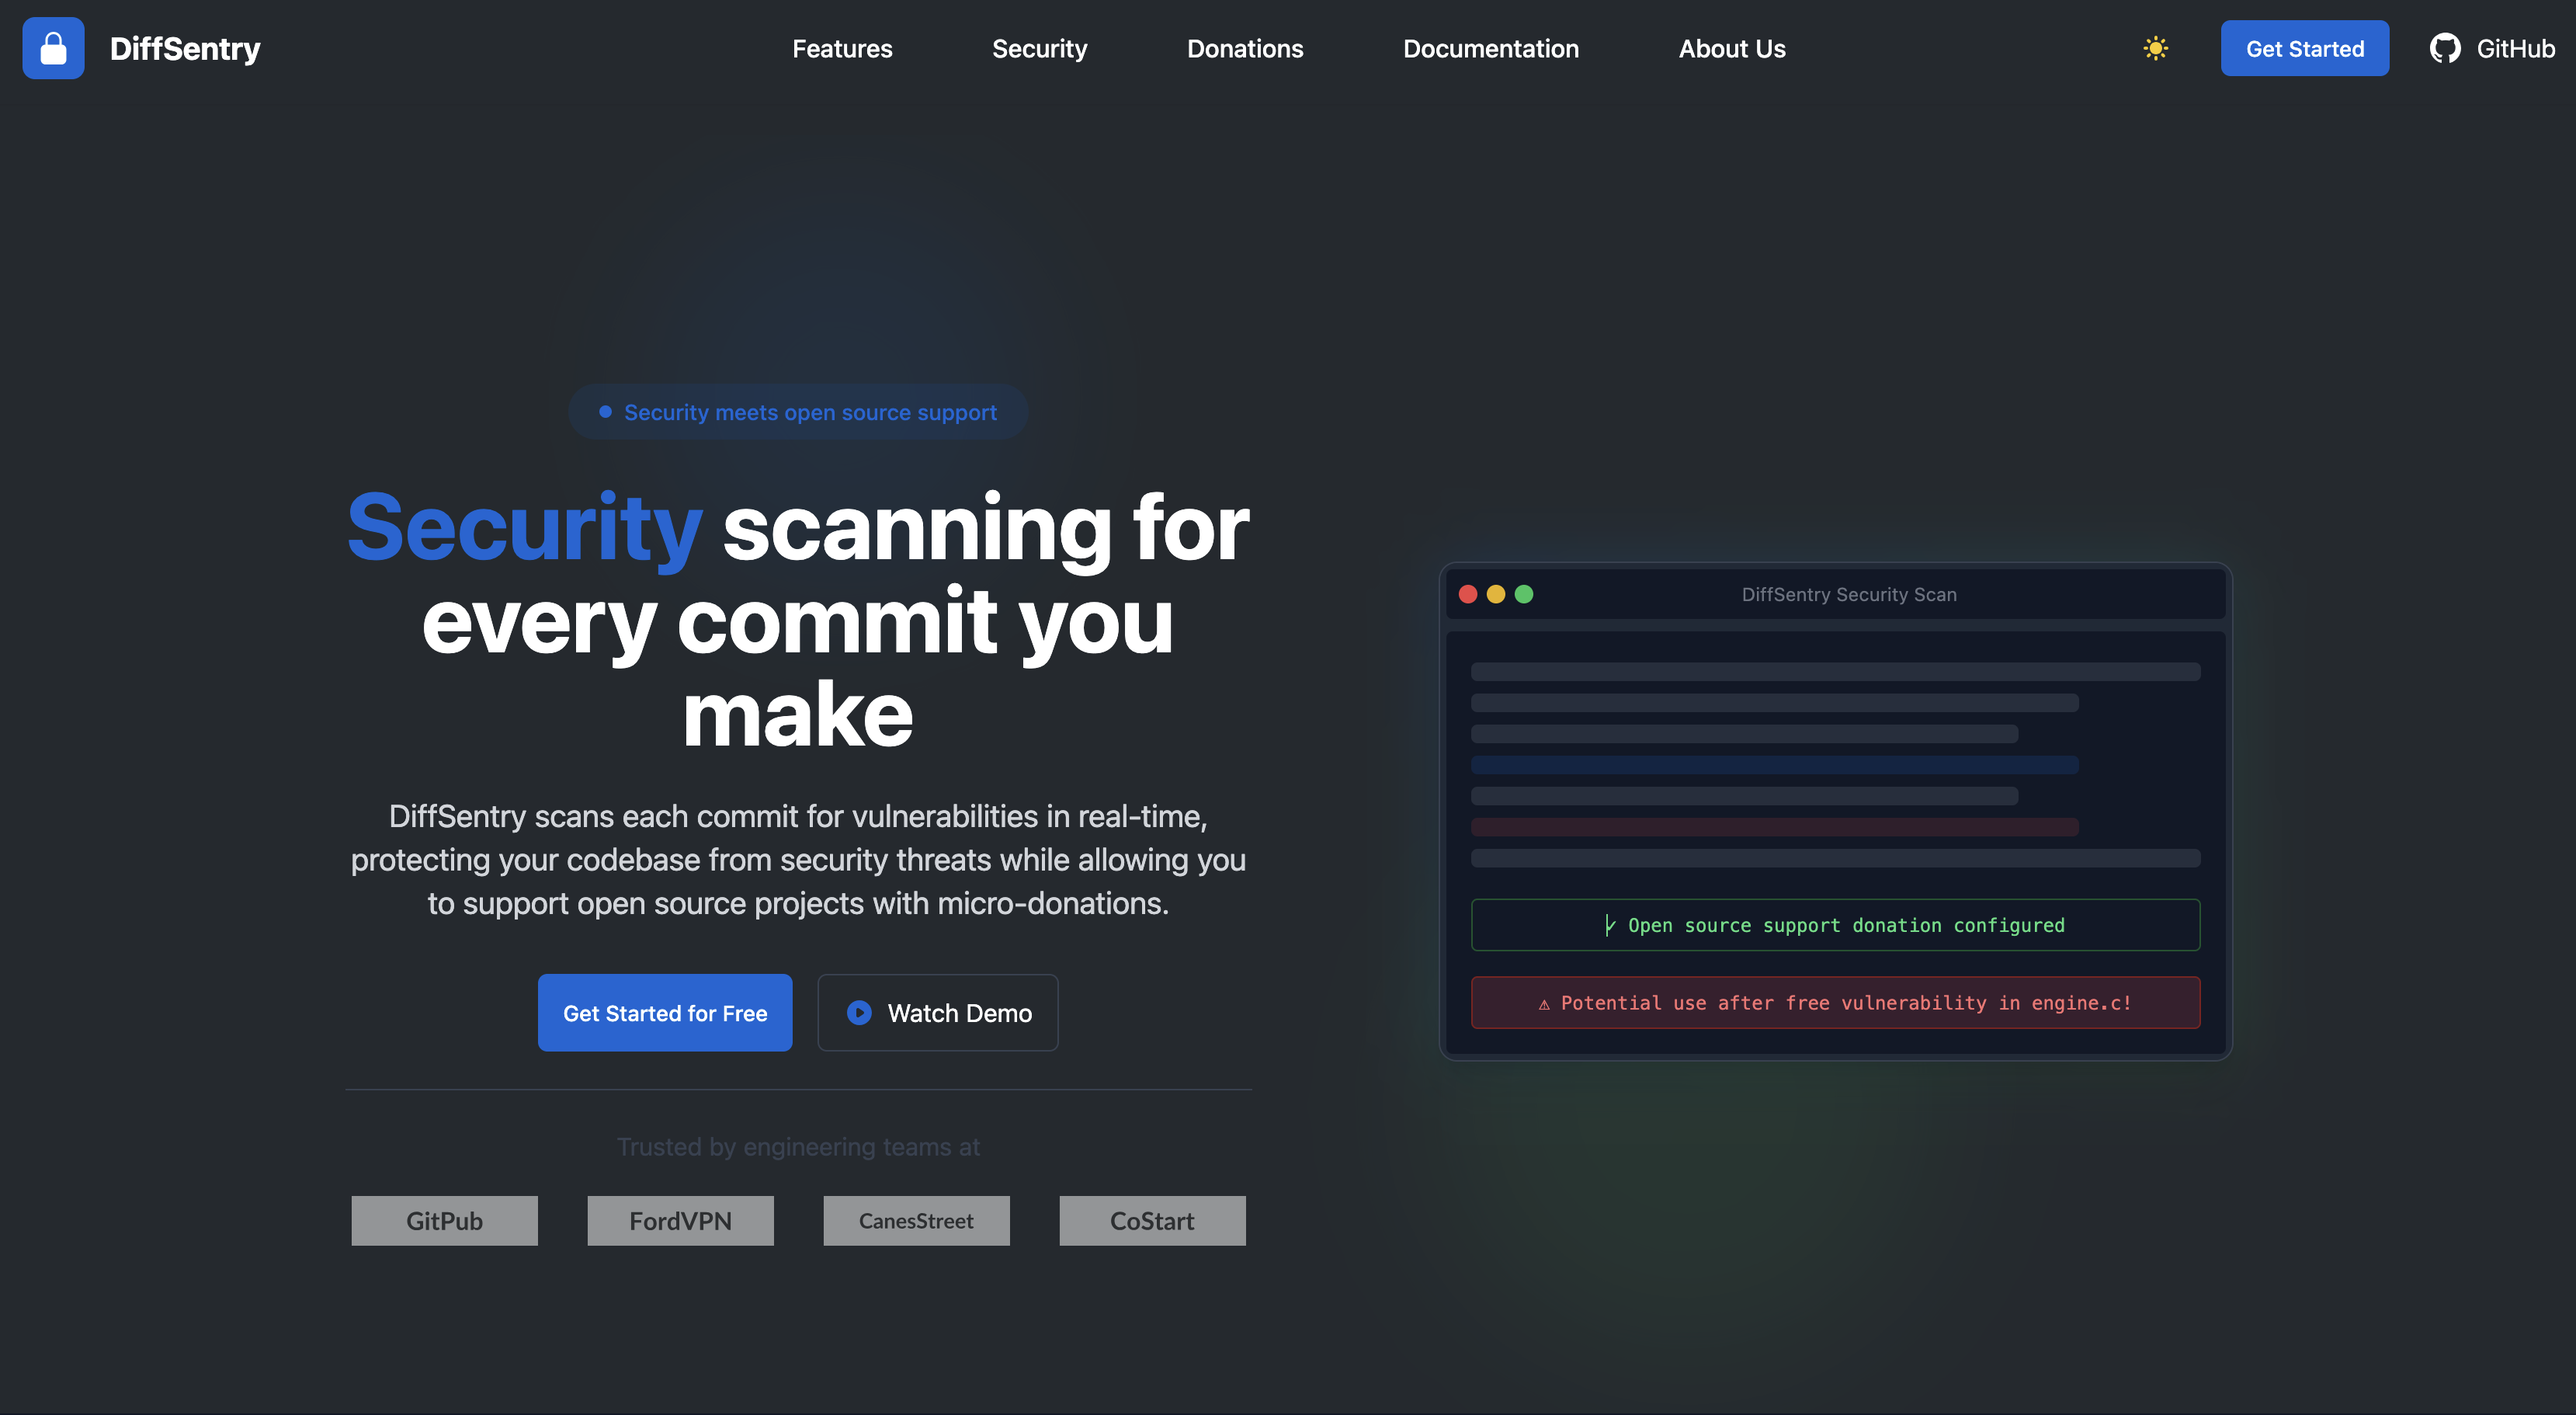 DiffSentry
Features
Security
Donations
Documentation
About Us
Get Started
GitHub
Security meets open source support
Security scanning for
every commit you
make
DiffSentry scans each commit for vulnerabilities in real-time,
protecting your codebase from security threats while allowing you
to support open source projects with micro-donations.
Get Started for Free
Watch Demo
Trusted by engineering teams at
GitPub
FordVPN
CanesStreet
CoStart
DiffSentry Security Scan
✓ Open source support donation configured
⚠ Potential use after free vulnerability in engine.c!